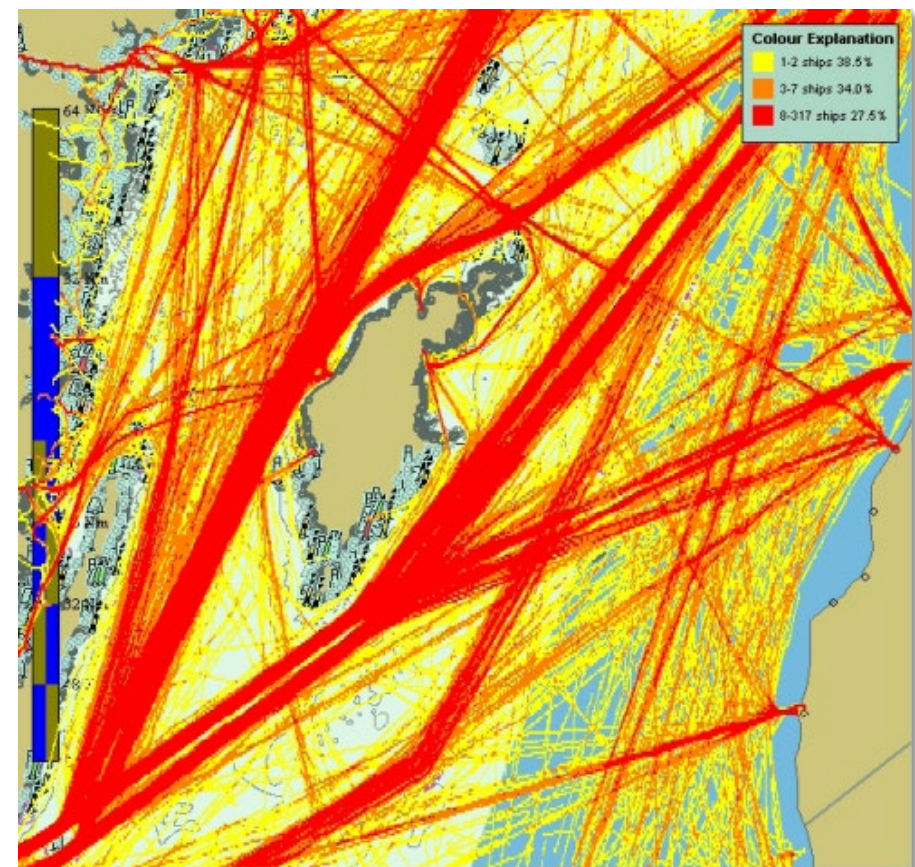 Colour Explanation
1-2 ships 38.5%
3-7 ships 34.0%
8-317 ships 27.5%
64
32